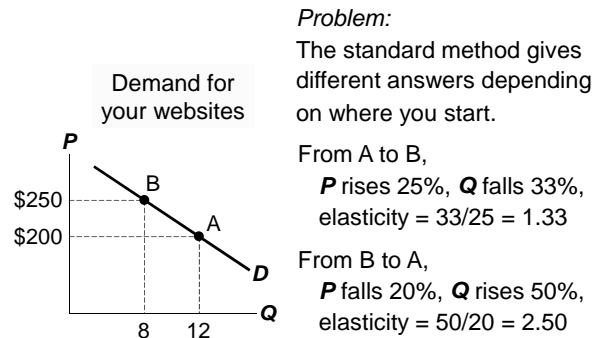 Demand for
your websites
P
B
$250
A
$200
D
Q
8 12
Problem:
The standard method gives
different answers depending
on where you start.
From A to B,
P rises 25%, Q falls 33%,
elasticity = 33/25 = 1.33
From B to A,
P falls 20%, Q rises 50%,
elasticity = 50/20 = 2.50